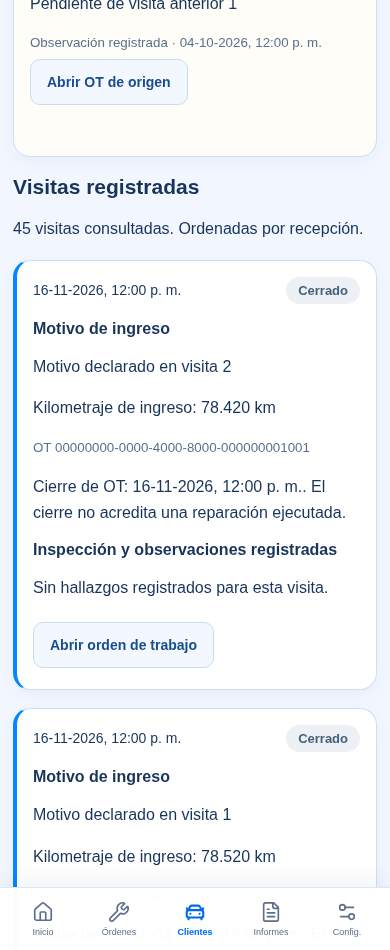 Pendiente de visita anterior 1
Observación registrada · 04-10-2026, 12:00 p. m.
Abrir OT de origen
Visitas registradas
45 visitas consultadas. Ordenadas por recepción.
16-11-2026, 12:00 p. m.
Cerrado
Motivo de ingreso
Motivo declarado en visita 2
Kilometraje de ingreso: 78.420 km
OT 00000000-0000-4000-8000-000000001001
Cierre de OT: 16-11-2026, 12:00 p. m.. El
cierre no acredita una reparación ejecutada.
Inspección y observaciones registradas
Sin hallazgos registrados para esta visita.
Abrir orden de trabajo
16-11-2026, 12:00 p. m.
Cerrado
Motivo de ingreso
Motivo declarado en visita 1
Kilometraje de ingreso: 78.520 km
Inicio
Órdenes
Clientes
Informes
Config.